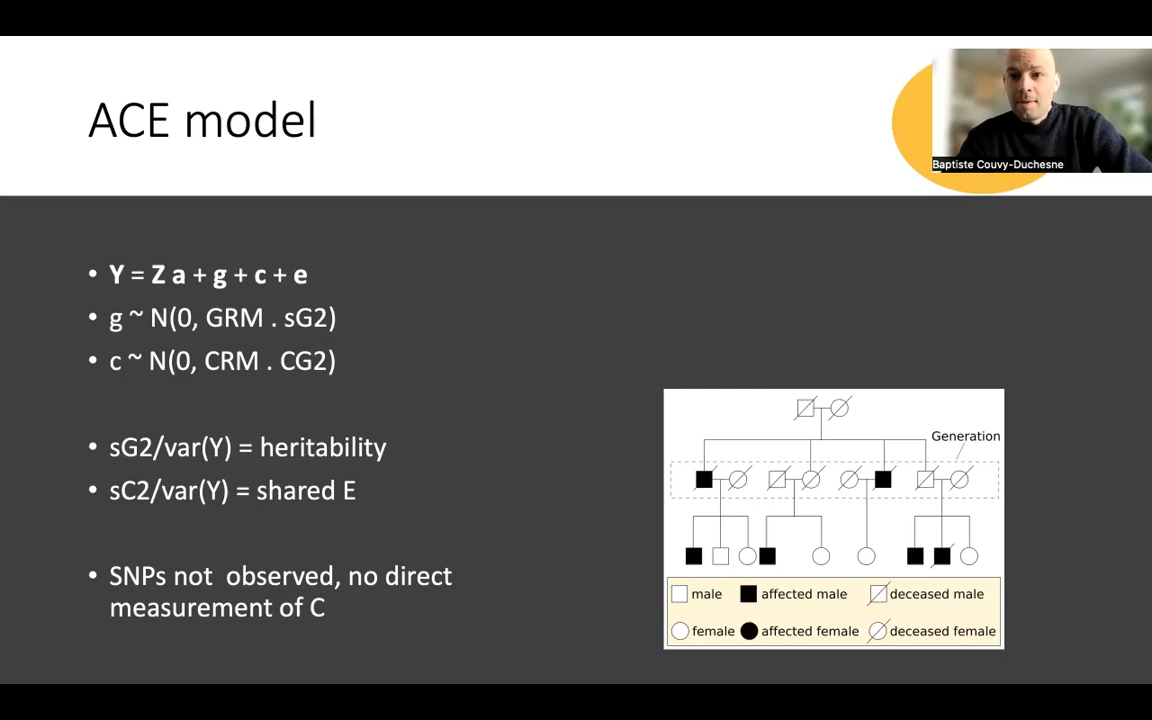 ACE model
Baptiste Couvy-Duchesne
• Y = Z a + g + c + e
• g ~ N(0, GRM . sG2)
• c ~ N(0, CRM . CG2)
• sG2/var(Y) = heritability
• sC2/var(Y) = shared E
• SNPs not  observed, no direct
measurement of C
Generation
male
affected male
deceased male
female
affected female
deceased female